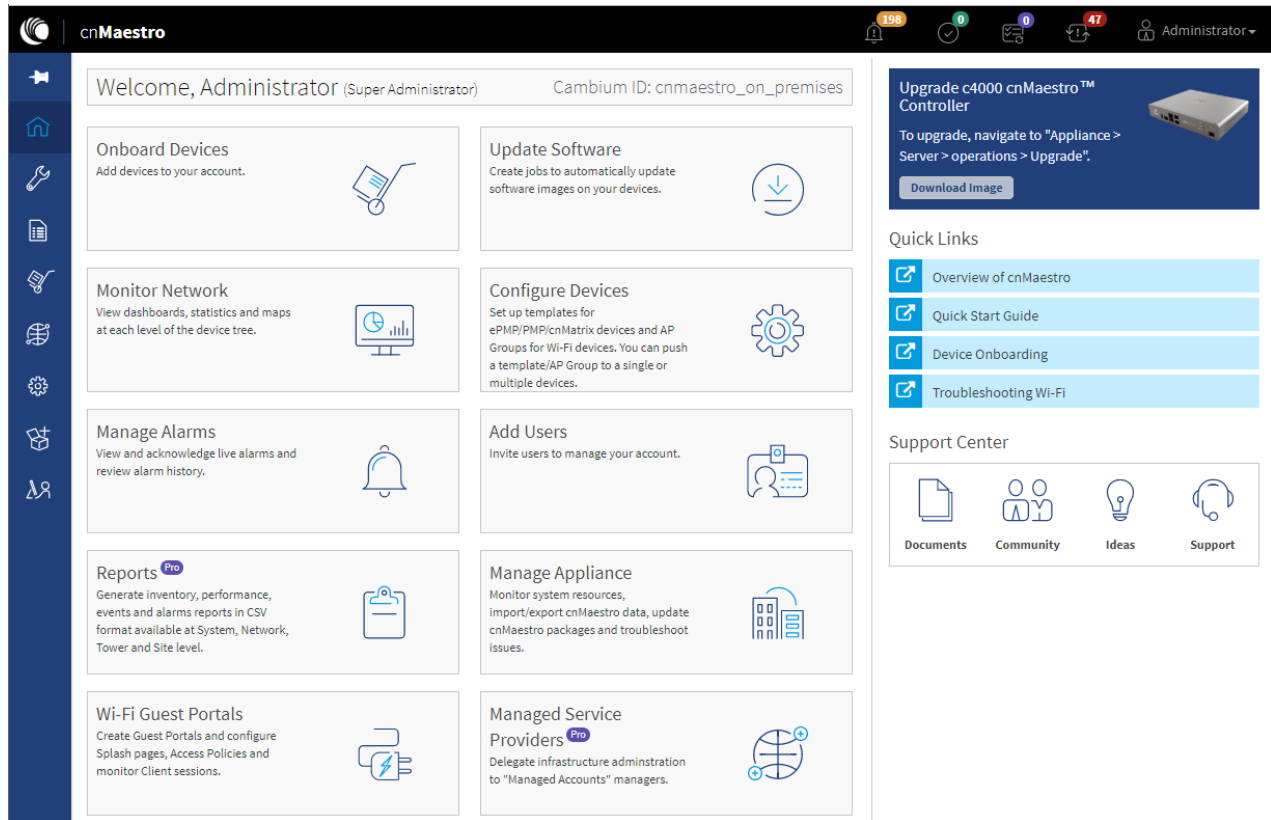 cnMaestro
198
0
0
47
Administrator
Welcome, Administrator (Super Administrator)
Cambium ID: cnmaestro_on_premises
Onboard Devices
Add devices to your account.
Update Software
Create jobs to automatically update
software images on your devices.
Monitor Network
View dashboards, statistics and maps
at each level of the device tree.
Configure Devices
Set up templates for
ePMP/PMP/cnMatrix devices and AP
Groups for Wi-Fi devices. You can push
a template/AP Group to a single or
multiple devices.
Manage Alarms
View and acknowledge live alarms and
review alarm history.
Add Users
Invite users to manage your account.
Reports Pro
Generate inventory, performance,
events and alarms reports in CSV
format available at System, Network,
Tower and Site level.
Manage Appliance
Monitor system resources,
import/export cnMaestro data, update
cnMaestro packages and troubleshoot
issues.
Wi-Fi Guest Portals
Create Guest Portals and configure
Splash pages, Access Policies and
monitor Client sessions.
Managed Service
Providers Pro
Delegate infrastructure adminstration
to "Managed Accounts" managers.
Upgrade c4000 cnMaestro™
Controller
To upgrade, navigate to "Appliance >
Server > operations > Upgrade".
Download Image
Quick Links
Overview of cnMaestro
Quick Start Guide
Device Onboarding
Troubleshooting Wi-Fi
Support Center
Documents
Community
Ideas
Support